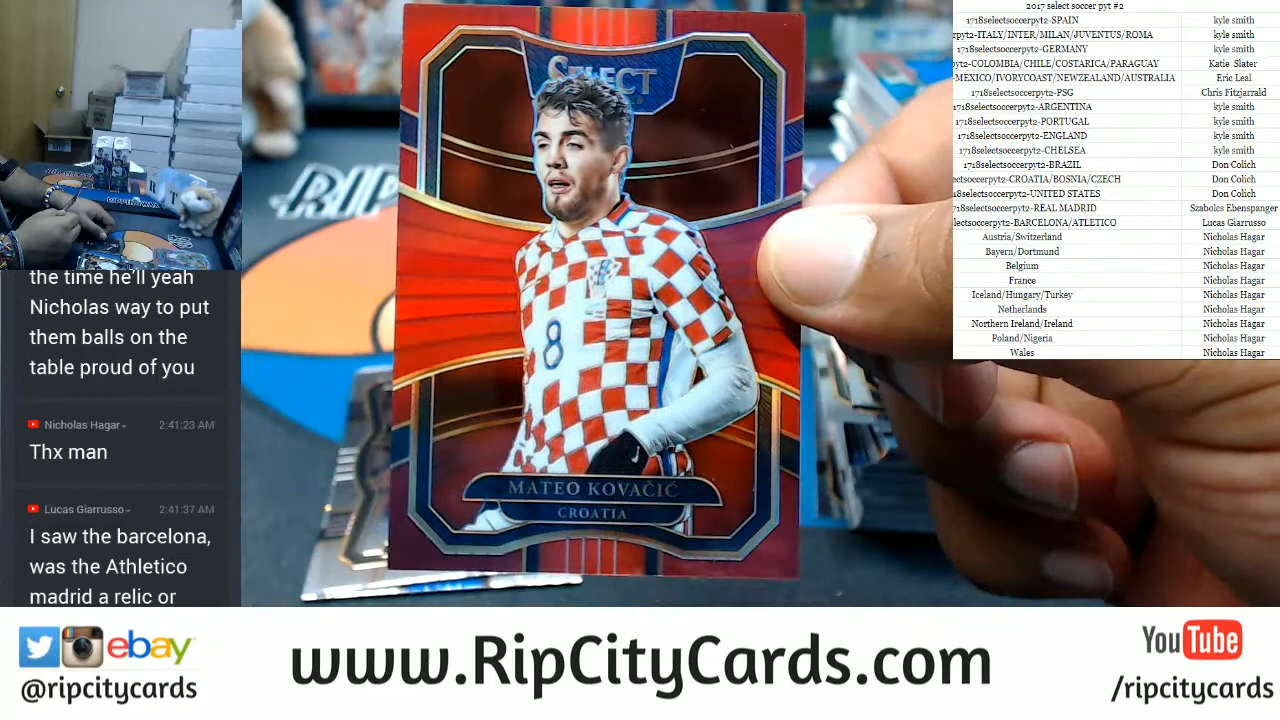 the time he'll yeah
Nicholas way to put
them balls on the
table proud of you
Nicholas Hagar
2:41:23 AM
Thx man
Lucas Giarrusso
2:41:37 AM
I saw the barcelona,
was the Athletico
madrid a relic or
SELECT
8
MATEO KOVAČIĆ
CROATIA
RIP
2017 select soccer pyt #2
1718selectsoccerpyt2-SPAIN kyle smith
rpyt2-ITALY/INTER/MILAN/JUVENTUS/ROMA kyle smith
1718selectsoccerpyt2-GERMANY kyle smith
pyt2-COLOMBIA/CHILE/COSTARICA/PARAGUAY Katie Slater
-MEXICO/IVORYCOAST/NEWZEALAND/AUSTRALIA Eric Leal
1718selectsoccerpyt2-PSG Chris Fitzjarrald
1718selectsoccerpyt2-ARGENTINA kyle smith
1718selectsoccerpyt2-PORTUGAL kyle smith
1718selectsoccerpyt2-ENGLAND kyle smith
1718selectsoccerpyt2-CHELSEA kyle smith
1718selectsoccerpyt2-BRAZIL Don Colich
ectsoccerpyt2-CROATIA/BOSNIA/CZECH Don Colich
18selectsoccerpyt2-UNITED STATES Don Colich
718selectsoccerpyt2-REAL MADRID Szabolcs Ebenspanger
lectsoccerpyt2-BARCELONA/ATLETICO Lucas Giarrusso
Austria/Switzerland Nicholas Hagar
Bayern/Dortmund Nicholas Hagar
Belgium Nicholas Hagar
France Nicholas Hagar
Iceland/Hungary/Turkey Nicholas Hagar
Netherlands Nicholas Hagar
Northern Ireland/Ireland Nicholas Hagar
Poland/Nigeria Nicholas Hagar
Wales Nicholas Hagar
ebay
@ripcitycards
www.RipCityCards.com
YouTube
/ripcitycards